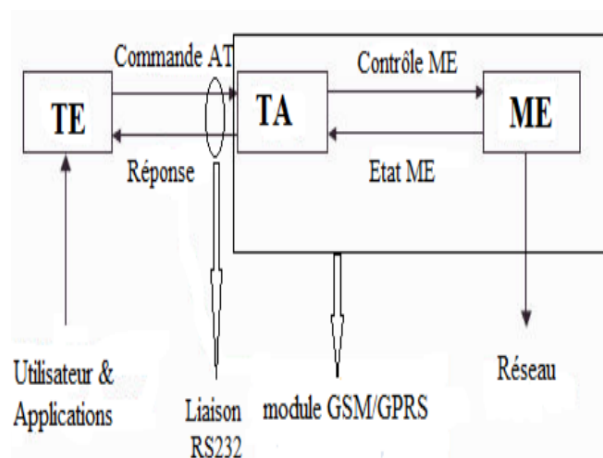 Commande AT
Contrôle ME
TE
TA
ME
Réponse
Etat ME
Utilisateur &
Applications
Liaison
RS232
module GSM/GPRS
Réseau